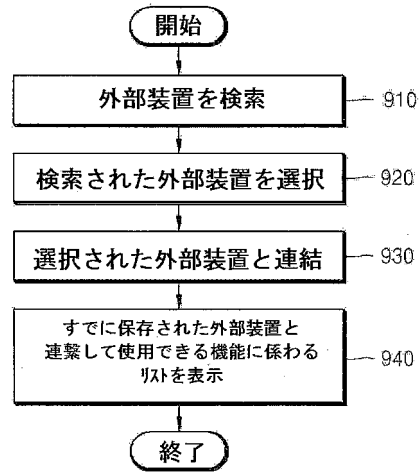 開始
外部装置を検索
910
検索された外部装置を選択
920
選択された外部装置と連結
930
すでに保存された外部装置と
連繋して使用できる機能に係わる
リストを表示
940
終了